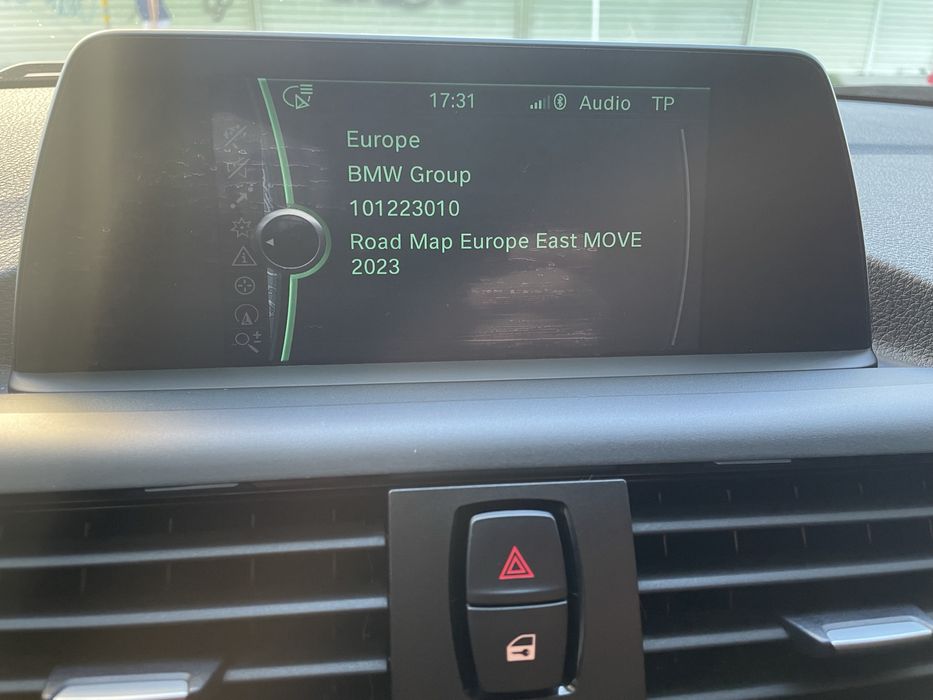 17:31 Audio TP
Europe
BMW Group
101223010
Road Map Europe East MOVE
2023